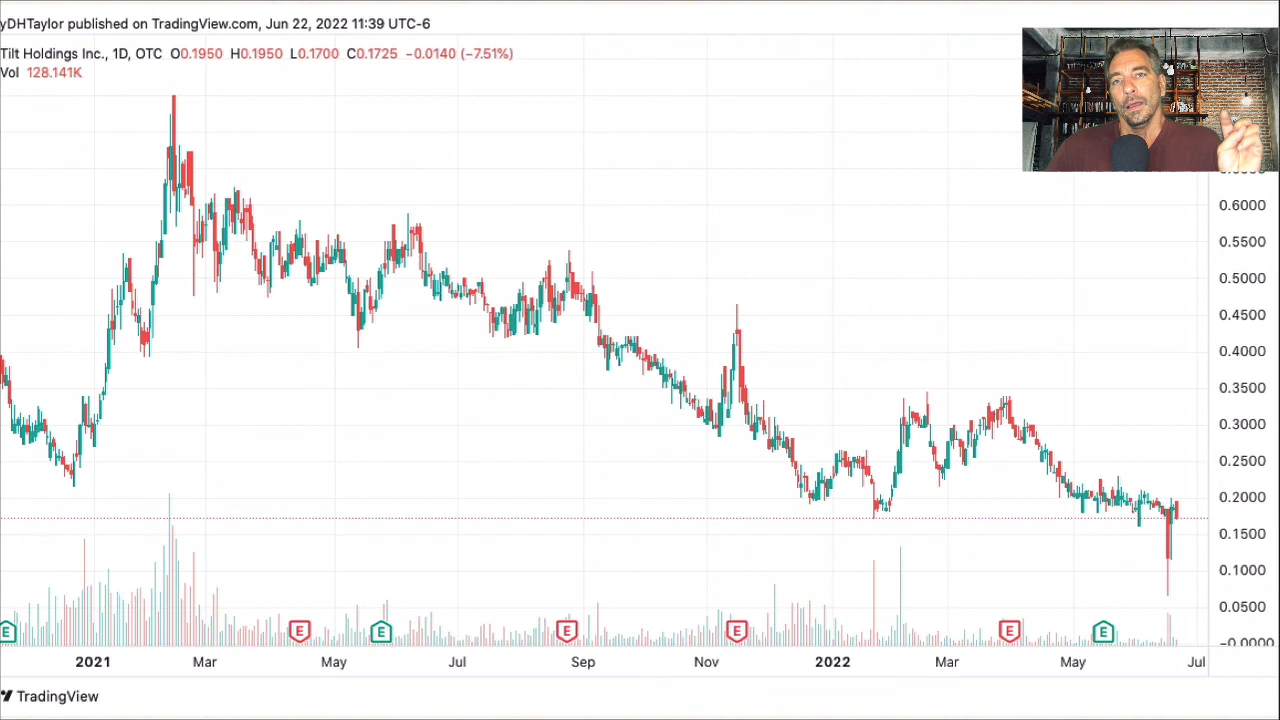 yDHTaylor published on TradingView.com, Jun 22, 2022 11:39 UTC-6
Tilt Holdings Inc., 1D, OTC O0.1950 H0.1950 L0.1700 C0.1725 −0.0140 (−7.51%)
Vol 128.141K
0.6000
0.5500
0.5000
0.4500
0.4000
0.3500
0.3000
0.2500
0.2000
0.1500
0.1000
0.0500
−0.0000
E E E E E E E
2021 Mar May Jul Sep Nov 2022 Mar May Jul
TradingView